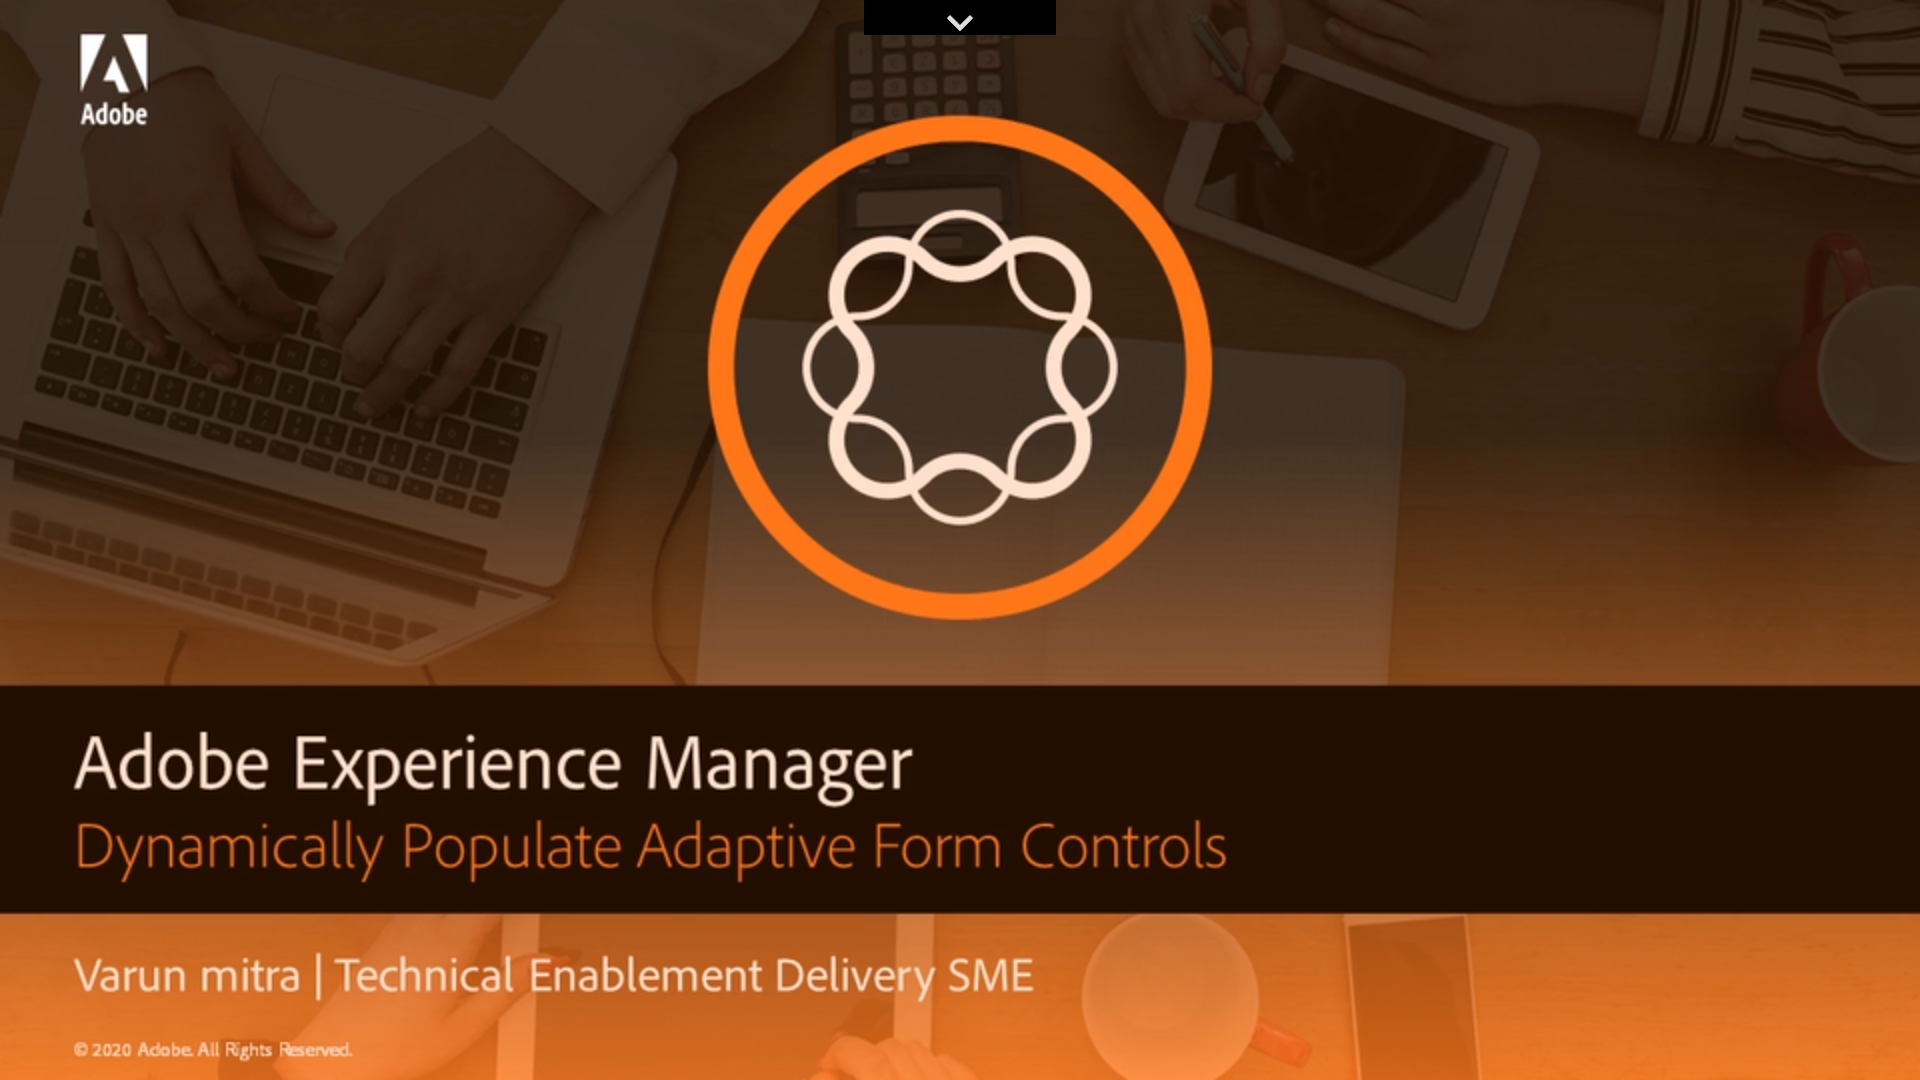 Adobe
Adobe Experience Manager
Dynamically Populate Adaptive Form Controls
Varun mitra | Technical Enablement Delivery SME
© 2020 Adobe. All Rights Reserved.